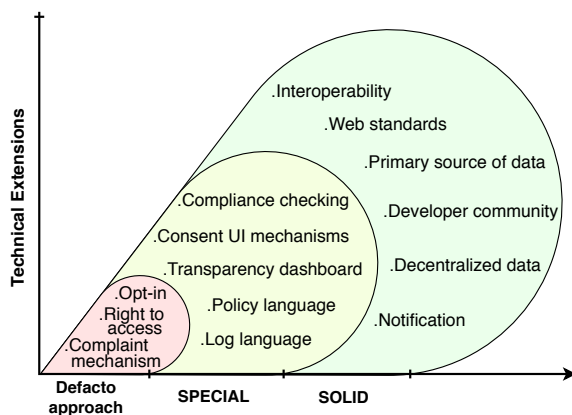 Technical Extensions
.Interoperability
.Web standards
.Primary source of data
.Compliance checking
.Developer community
.Consent UI mechanisms
.Transparency dashboard
.Decentralized data
.Opt-in
.Policy language
.Right to
access
.Notification
.Log language
.Complaint
mechanism
Defacto
approach
SPECIAL
SOLID